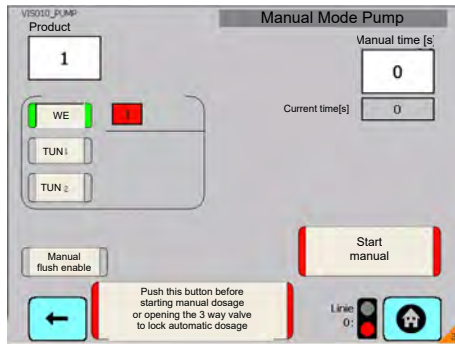 VIS010_PUMP
Manual Mode Pump
Product
Manual time [s]
1
0
Current time[s]
0
WE
1
TUN 1
TUN 2
Start
manual
Manual
flush enable
Push this button before
starting manual dosage
or opening the 3 way valve
to lock automatic dosage
Linie
0: